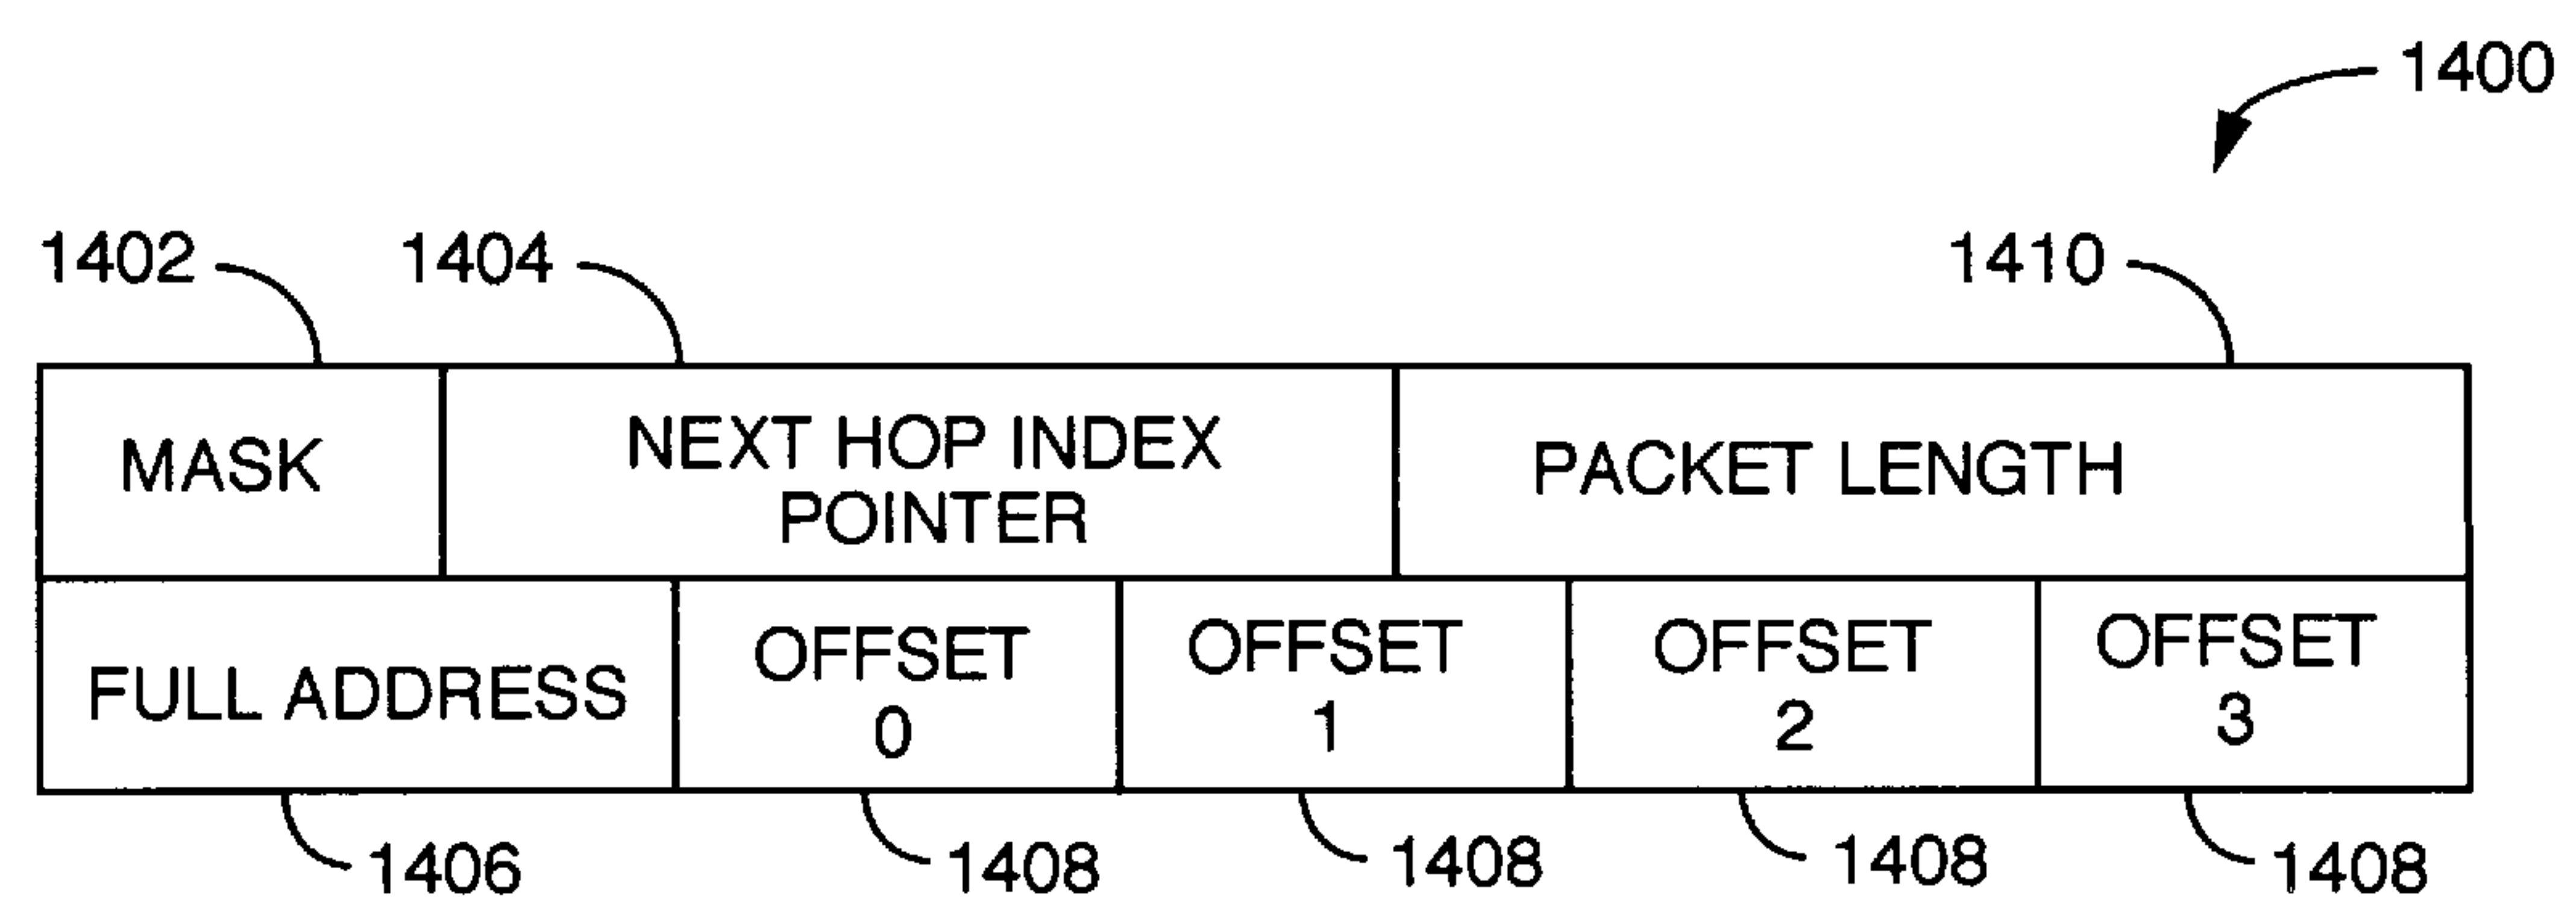 1400
1402
1404
1410
MASK
NEXT HOP INDEX
POINTER
PACKET LENGTH
FULL ADDRESS
OFFSET
0
OFFSET
1
OFFSET
2
OFFSET
3
1406
1408
1408
1408
1408